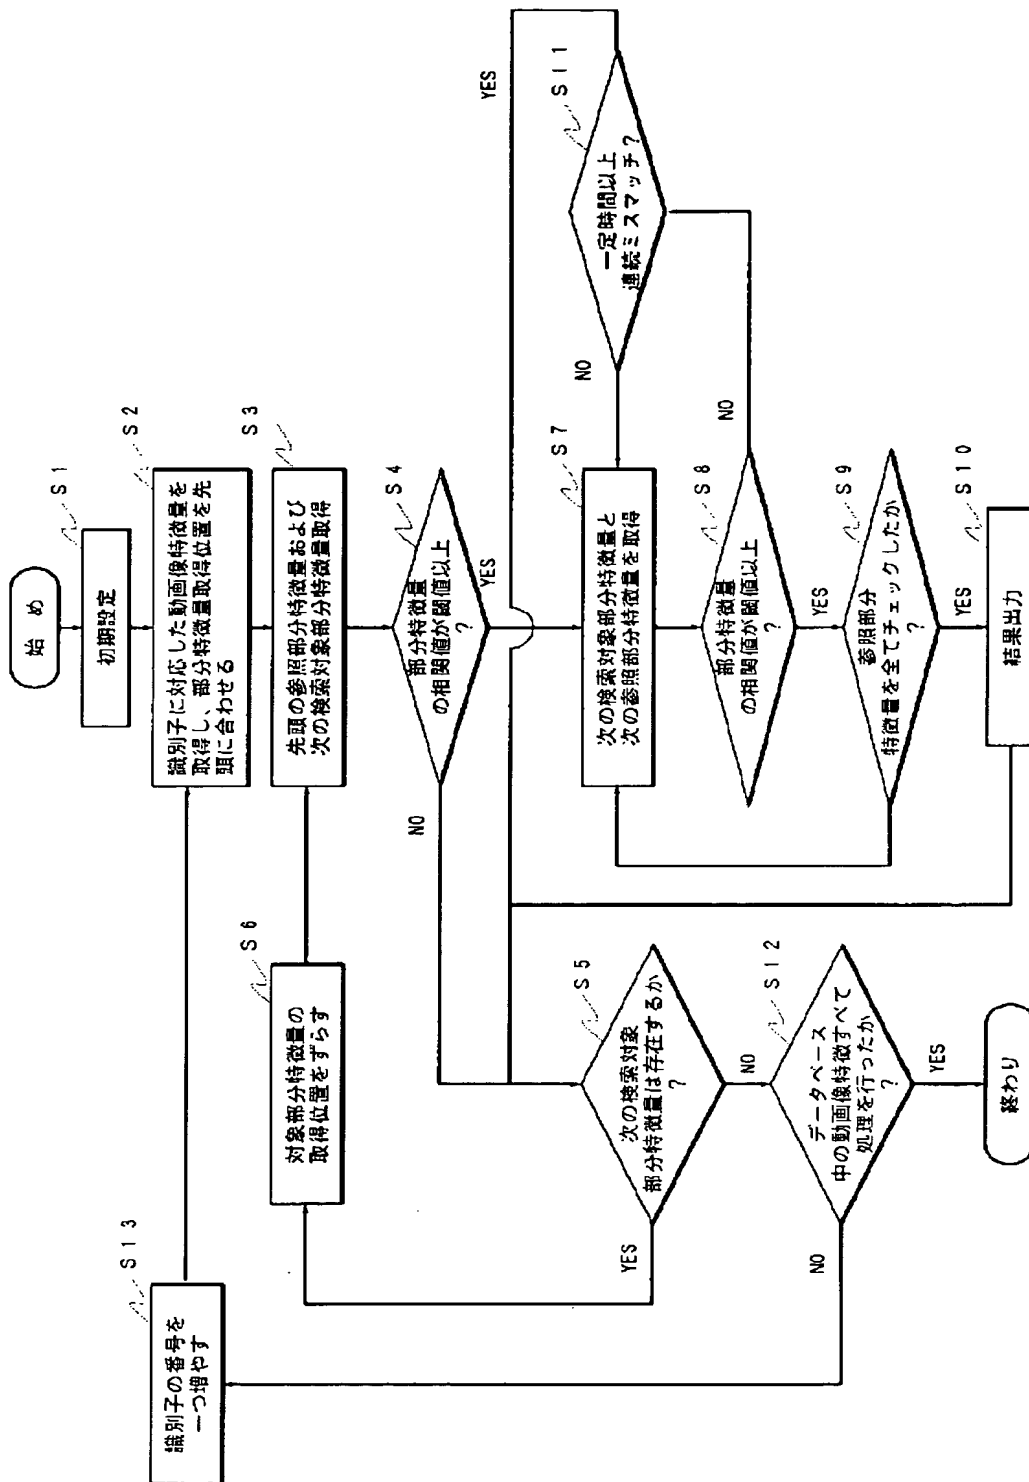 始め
S1
初期設定
S2
識別子に対応した動画像特徴量を
取得し、部分特徴量取得位置を先
頭に合わせる
S3
先頭の参照部分特徴量および
次の検索対象部分特徴量取得
S4
部分特徴量
の相関値が閾値以上
?
NO
YES
S5
次の検索対象
部分特徴量は存在するか
?
YES
NO
S6
対象部分特徴量の
取得位置をずらす
S7
次の検索対象部分特徴量と
次の参照部分特徴量を取得
S8
部分特徴量
の相関値が閾値以上
?
NO
YES
S9
参照部分
特徴量を全てチェックしたか
?
YES
S10
結果出力
S11
一定時間以上
連続ミスマッチ?
YES
NO
S12
データベース
中の動画像特徴すべて
処理を行ったか
?
NO
YES
S13
識別子の番号を
一つ増やす
終わり